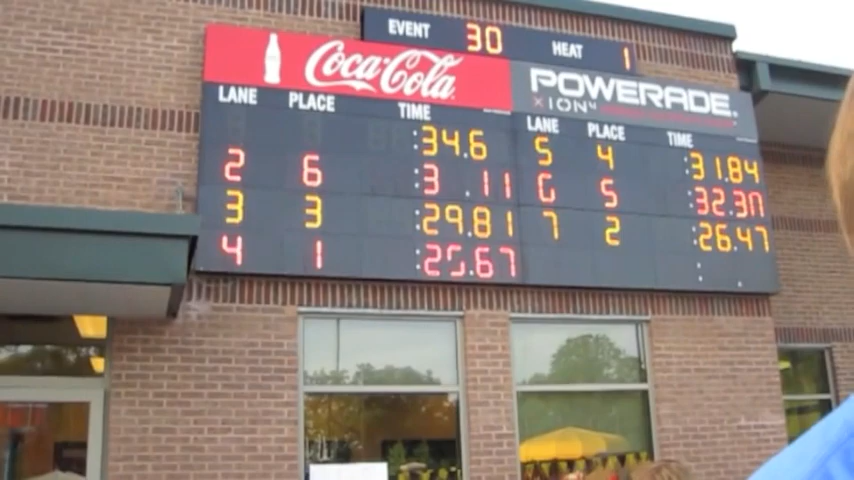 EVENT 30 HEAT 1
Coca-Cola
POWERADE
ION4
LANE PLACE TIME
:34.6
2 6 :3 .11
3 3 :29.81
4 1 :25.67
LANE PLACE TIME
5 4 :31.84
6 5 :32.30
7 2 :26.47